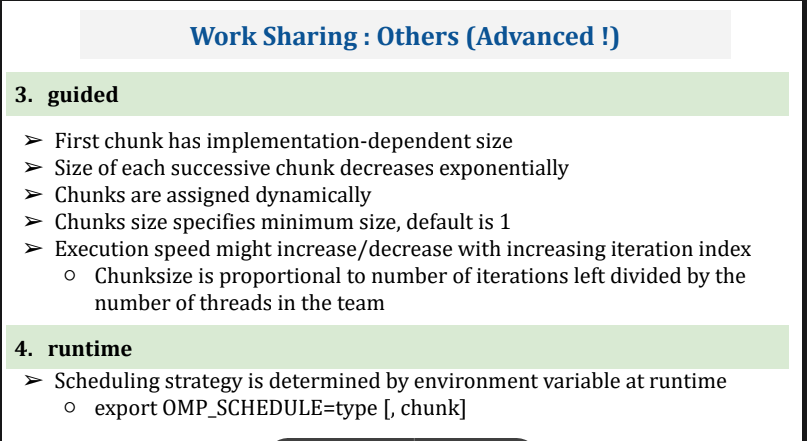 Work Sharing : Others (Advanced !)
3. guided
➢ First chunk has implementation-dependent size
➢ Size of each successive chunk decreases exponentially
➢ Chunks are assigned dynamically
➢ Chunks size specifies minimum size, default is 1
➢ Execution speed might increase/decrease with increasing iteration index
○ Chunksize is proportional to number of iterations left divided by the
number of threads in the team
4. runtime
➢ Scheduling strategy is determined by environment variable at runtime
○ export OMP_SCHEDULE=type [, chunk]